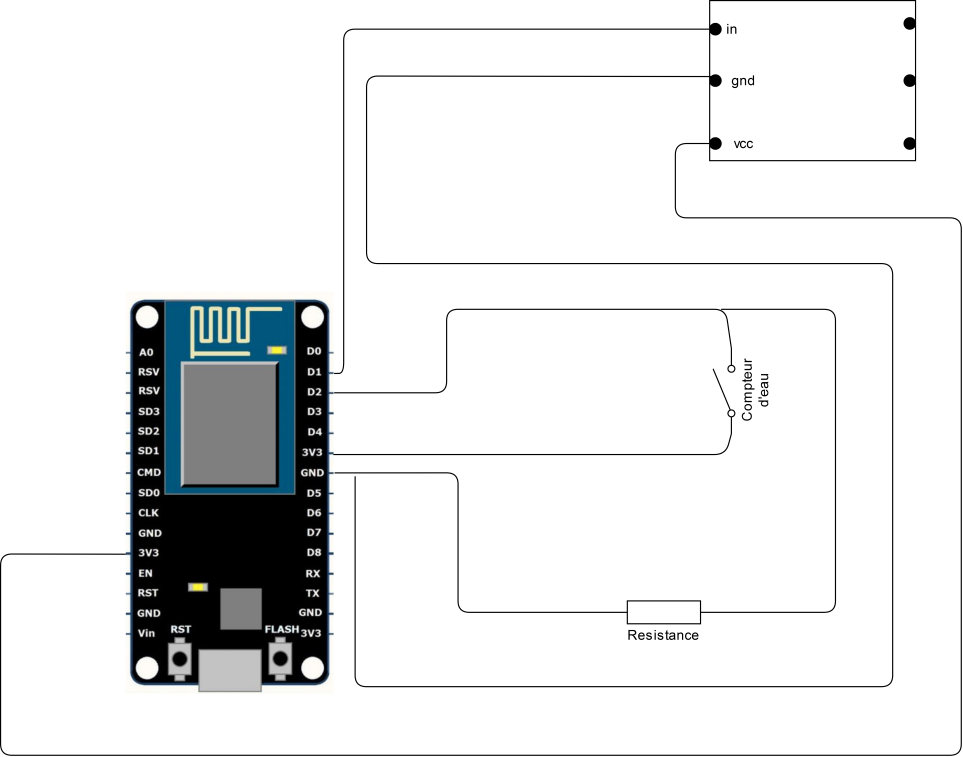 in
gnd
vcc
A0
RSV
RSV
SD3
SD2
SD1
CMD
SD0
CLK
GND
3V3
EN
RST
GND
Vin
D0
D1
D2
D3
D4
3V3
GND
D5
D6
D7
D8
RX
TX
GND
3V3
RST
FLASH
Compteur
d'eau
Resistance